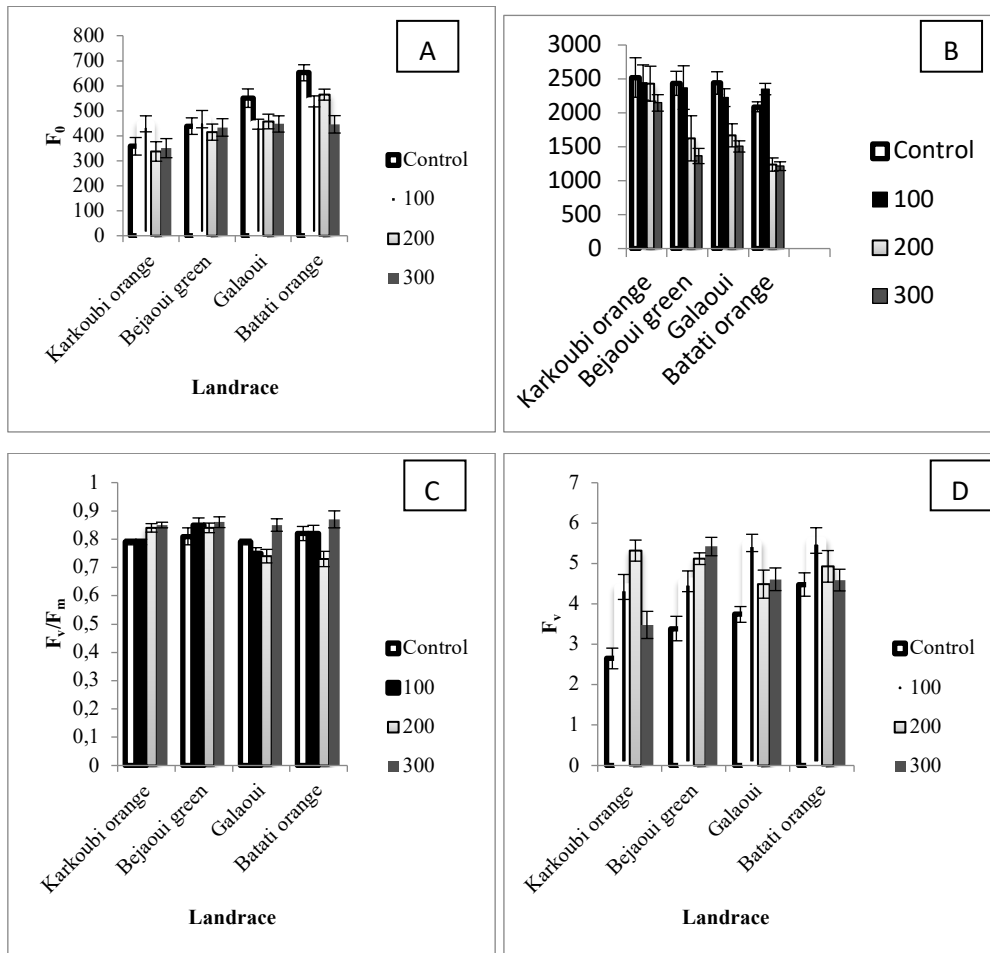 A
F0
800
700
600
500
400
300
200
100
0
Karkoubi orange
Bejaoui green
Galaoui
Batati orange
Landrace
Control
100
200
300
B
3000
2500
2000
1500
1000
500
0
Karkoubi orange
Bejaoui green
Galaoui
Batati orange
Control
100
200
300
C
Fv/Fm
1
0,9
0,8
0,7
0,6
0,5
0,4
0,3
0,2
0,1
0
Karkoubi orange
Bejaoui green
Galaoui
Batati orange
Landrace
Control
100
200
300
D
Fv
7
6
5
4
3
2
1
0
Karkoubi orange
Bejaoui green
Galaoui
Batati orange
Landrace
Control
100
200
300